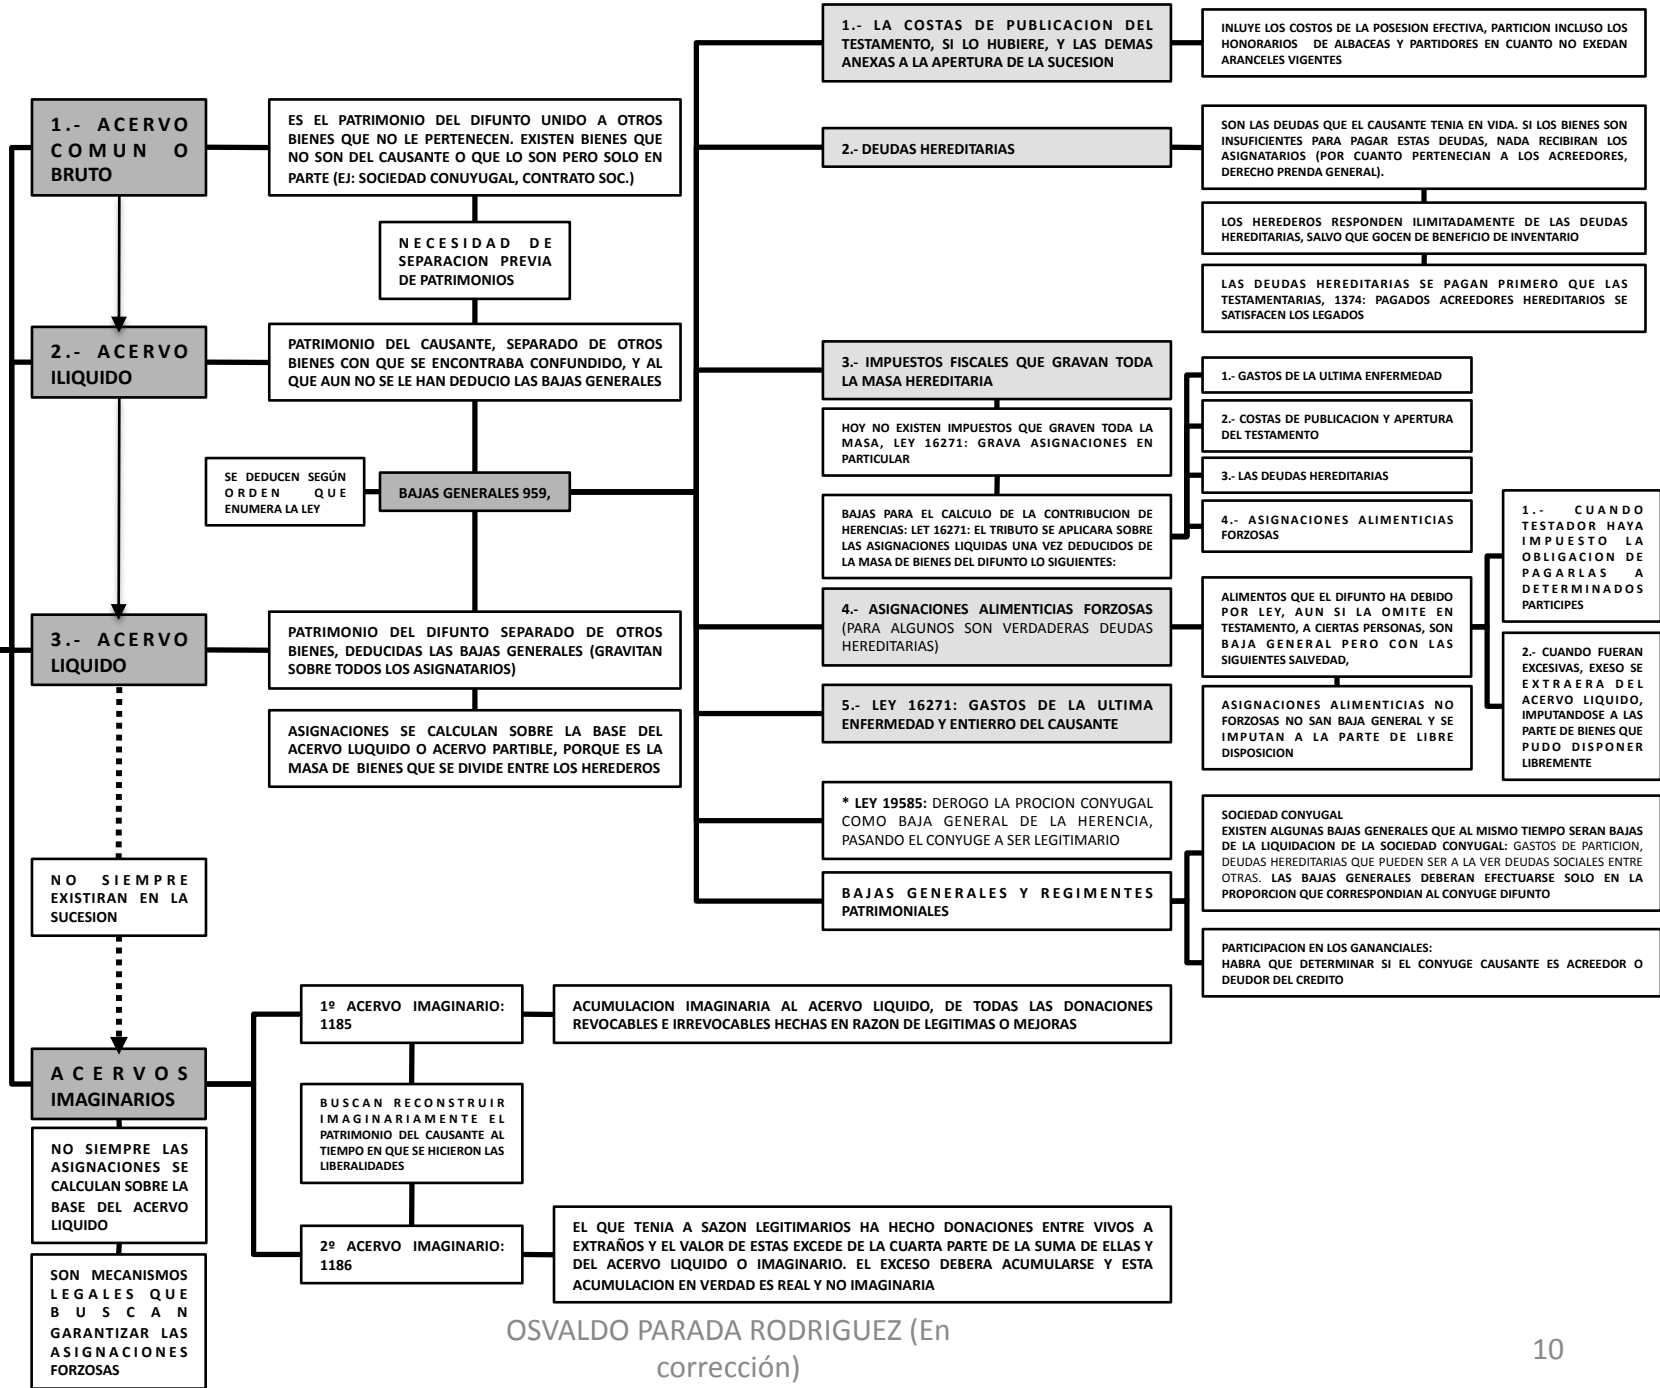 1.- ACERVO
COMUN O
BRUTO
ES EL PATRIMONIO DEL DIFUNTO UNIDO A OTROS
BIENES QUE NO LE PERTENECEN. EXISTEN BIENES QUE
NO SON DEL CAUSANTE O QUE LO SON PERO SOLO EN
PARTE (EJ: SOCIEDAD CONUYUGAL, CONTRATO SOC.)
NECESIDAD DE
SEPARACION PREVIA
DE PATRIMONIOS
2.- ACERVO
ILIQUIDO
PATRIMONIO DEL CAUSANTE, SEPARADO DE OTROS
BIENES CON QUE SE ENCONTRABA CONFUNDIDO, Y AL
QUE AUN NO SE LE HAN DEDUCIO LAS BAJAS GENERALES
SE DEDUCEN SEGÚN
ORDEN QUE
ENUMERA LA LEY
BAJAS GENERALES 959,
3.- ACERVO
LIQUIDO
PATRIMONIO DEL DIFUNTO SEPARADO DE OTROS
BIENES, DEDUCIDAS LAS BAJAS GENERALES (GRAVITAN
SOBRE TODOS LOS ASIGNATARIOS)
ASIGNACIONES SE CALCULAN SOBRE LA BASE DEL
ACERVO LUQUIDO O ACERVO PARTIBLE, PORQUE ES LA
MASA DE BIENES QUE SE DIVIDE ENTRE LOS HEREDEROS
NO SIEMPRE
EXISTIRAN EN LA
SUCESION
1.- LA COSTAS DE PUBLICACION DEL
TESTAMENTO, SI LO HUBIERE, Y LAS DEMAS
ANEXAS A LA APERTURA DE LA SUCESION
INLUYE LOS COSTOS DE LA POSESION EFECTIVA, PARTICION INCLUSO LOS
HONORARIOS DE ALBACEAS Y PARTIDORES EN CUANTO NO EXEDAN
ARANCELES VIGENTES
2.- DEUDAS HEREDITARIAS
SON LAS DEUDAS QUE EL CAUSANTE TENIA EN VIDA. SI LOS BIENES SON
INSUFICIENTES PARA PAGAR ESTAS DEUDAS, NADA RECIBIRAN LOS
ASIGNATARIOS (POR CUANTO PERTENECIAN A LOS ACREEDORES,
DERECHO PRENDA GENERAL).
LOS HEREDEROS RESPONDEN ILIMITADAMENTE DE LAS DEUDAS
HEREDITARIAS, SALVO QUE GOCEN DE BENEFICIO DE INVENTARIO
LAS DEUDAS HEREDITARIAS SE PAGAN PRIMERO QUE LAS
TESTAMENTARIAS, 1374: PAGADOS ACREEDORES HEREDITARIOS SE
SATISFACEN LOS LEGADOS
3.- IMPUESTOS FISCALES QUE GRAVAN TODA
LA MASA HEREDITARIA
HOY NO EXISTEN IMPUESTOS QUE GRAVEN TODA LA
MASA, LEY 16271: GRAVA ASIGNACIONES EN
PARTICULAR
BAJAS PARA EL CALCULO DE LA CONTRIBUCION DE
HERENCIAS: LET 16271: EL TRIBUTO SE APLICARA SOBRE
LAS ASIGNACIONES LIQUIDAS UNA VEZ DEDUCIDOS DE
LA MASA DE BIENES DEL DIFUNTO LO SIGUIENTES:
1.- GASTOS DE LA ULTIMA ENFERMEDAD
2.- COSTAS DE PUBLICACION Y APERTURA
DEL TESTAMENTO
3.- LAS DEUDAS HEREDITARIAS
4.- ASIGNACIONES ALIMENTICIAS
FORZOSAS
4.- ASIGNACIONES ALIMENTICIAS FORZOSAS
(PARA ALGUNOS SON VERDADERAS DEUDAS
HEREDITARIAS)
ALIMENTOS QUE EL DIFUNTO HA DEBIDO
POR LEY, AUN SI LA OMITE EN
TESTAMENTO, A CIERTAS PERSONAS, SON
BAJA GENERAL PERO CON LAS
SIGUIENTES SALVEDAD,
ASIGNACIONES ALIMENTICIAS NO
FORZOSAS NO SAN BAJA GENERAL Y SE
IMPUTAN A LA PARTE DE LIBRE
DISPOSICION
1.- CUANDO
TESTADOR HAYA
IMPUESTO LA
OBLIGACION DE
PAGARLAS A
DETERMINADOS
PARTICIPES
2.- CUANDO FUERAN
EXCESIVAS, EXESO SE
EXTRAERA DEL
ACERVO LIQUIDO,
IMPUTANDOSE A LAS
PARTE DE BIENES QUE
PUDO DISPONER
LIBREMENTE
5.- LEY 16271: GASTOS DE LA ULTIMA
ENFERMEDAD Y ENTIERRO DEL CAUSANTE
* LEY 19585: DEROGO LA PROCION CONYUGAL
COMO BAJA GENERAL DE LA HERENCIA,
PASANDO EL CONYUGE A SER LEGITIMARIO
BAJAS GENERALES Y REGIMENTES
PATRIMONIALES
SOCIEDAD CONYUGAL
EXISTEN ALGUNAS BAJAS GENERALES QUE AL MISMO TIEMPO SERAN BAJAS
DE LA LIQUIDACION DE LA SOCIEDAD CONYUGAL: GASTOS DE PARTICION,
DEUDAS HEREDITARIAS QUE PUEDEN SER A LA VER DEUDAS SOCIALES ENTRE
OTRAS. LAS BAJAS GENERALES DEBERAN EFECTUARSE SOLO EN LA
PROPORCION QUE CORRESPONDIAN AL CONYUGE DIFUNTO
PARTICIPACION EN LOS GANANCIALES:
HABRA QUE DETERMINAR SI EL CONYUGE CAUSANTE ES ACREEDOR O
DEUDOR DEL CREDITO
ACERVOS
IMAGINARIOS
NO SIEMPRE LAS
ASIGNACIONES SE
CALCULAN SOBRE LA
BASE DEL ACERVO
LIQUIDO
SON MECANISMOS
LEGALES QUE
BUSCAN
GARANTIZAR LAS
ASIGNACIONES
FORZOSAS
1º ACERVO IMAGINARIO:
1185
ACUMULACION IMAGINARIA AL ACERVO LIQUIDO, DE TODAS LAS DONACIONES
REVOCABLES E IRREVOCABLES HECHAS EN RAZON DE LEGITIMAS O MEJORAS
BUSCAN RECONSTRUIR
IMAGINARIAMENTE EL
PATRIMONIO DEL CAUSANTE AL
TIEMPO EN QUE SE HICIERON LAS
LIBERALIDADES
2º ACERVO IMAGINARIO:
1186
EL QUE TENIA A SAZON LEGITIMARIOS HA HECHO DONACIONES ENTRE VIVOS A
EXTRAÑOS Y EL VALOR DE ESTAS EXCEDE DE LA CUARTA PARTE DE LA SUMA DE ELLAS Y
DEL ACERVO LIQUIDO O IMAGINARIO. EL EXCESO DEBERA ACUMULARSE Y ESTA
ACUMULACION EN VERDAD ES REAL Y NO IMAGINARIA
OSVALDO PARADA RODRIGUEZ (En
corrección)
10